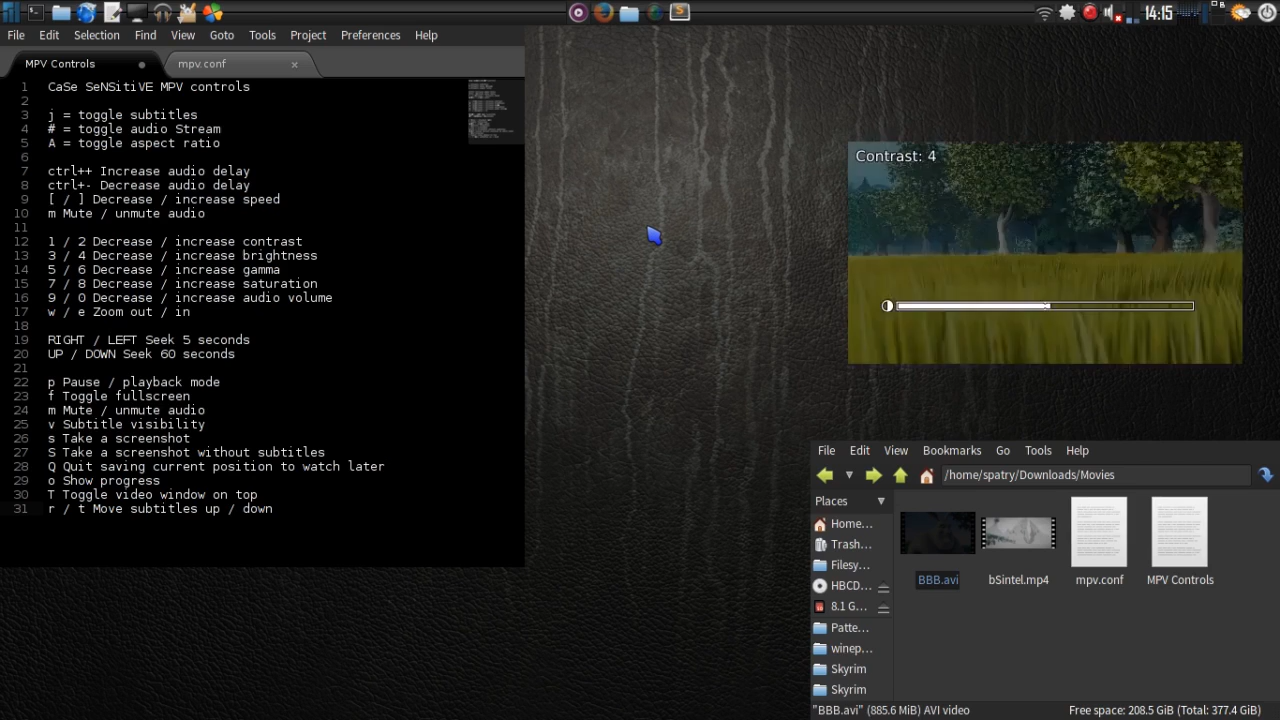 14:15
File Edit Selection Find View Goto Tools Project Preferences Help
MPV Controls mpv.conf
1 CaSe SeNSitiVE MPV controls
2
3 j = toggle subtitles
4 # = toggle audio Stream
5 A = toggle aspect ratio
6
7 ctrl++ Increase audio delay
8 ctrl+- Decrease audio delay
9 [ / ] Decrease / increase speed
10 m Mute / unmute audio
11
12 1 / 2 Decrease / increase contrast
13 3 / 4 Decrease / increase brightness
14 5 / 6 Decrease / increase gamma
15 7 / 8 Decrease / increase saturation
16 9 / 0 Decrease / increase audio volume
17 w / e Zoom out / in
18
19 RIGHT / LEFT Seek 5 seconds
20 UP / DOWN Seek 60 seconds
21
22 p Pause / playback mode
23 f Toggle fullscreen
24 m Mute / unmute audio
25 v Subtitle visibility
26 s Take a screenshot
27 S Take a screenshot without subtitles
28 Q Quit saving current position to watch later
29 o Show progress
30 T Toggle video window on top
31 r / t Move subtitles up / down
Contrast: 4
File Edit View Bookmarks Go Tools Help
/home/spatry/Downloads/Movies
Places
Home...
Trash...
Filesy...
HBCD...
8.1 G...
Patte...
winep...
Skyrim
Skyrim
BBB.avi bSintel.mp4 mpv.conf MPV Controls
"BBB.avi" (885.6 MiB) AVI video Free space: 208.5 GiB (Total: 377.4 GiB)